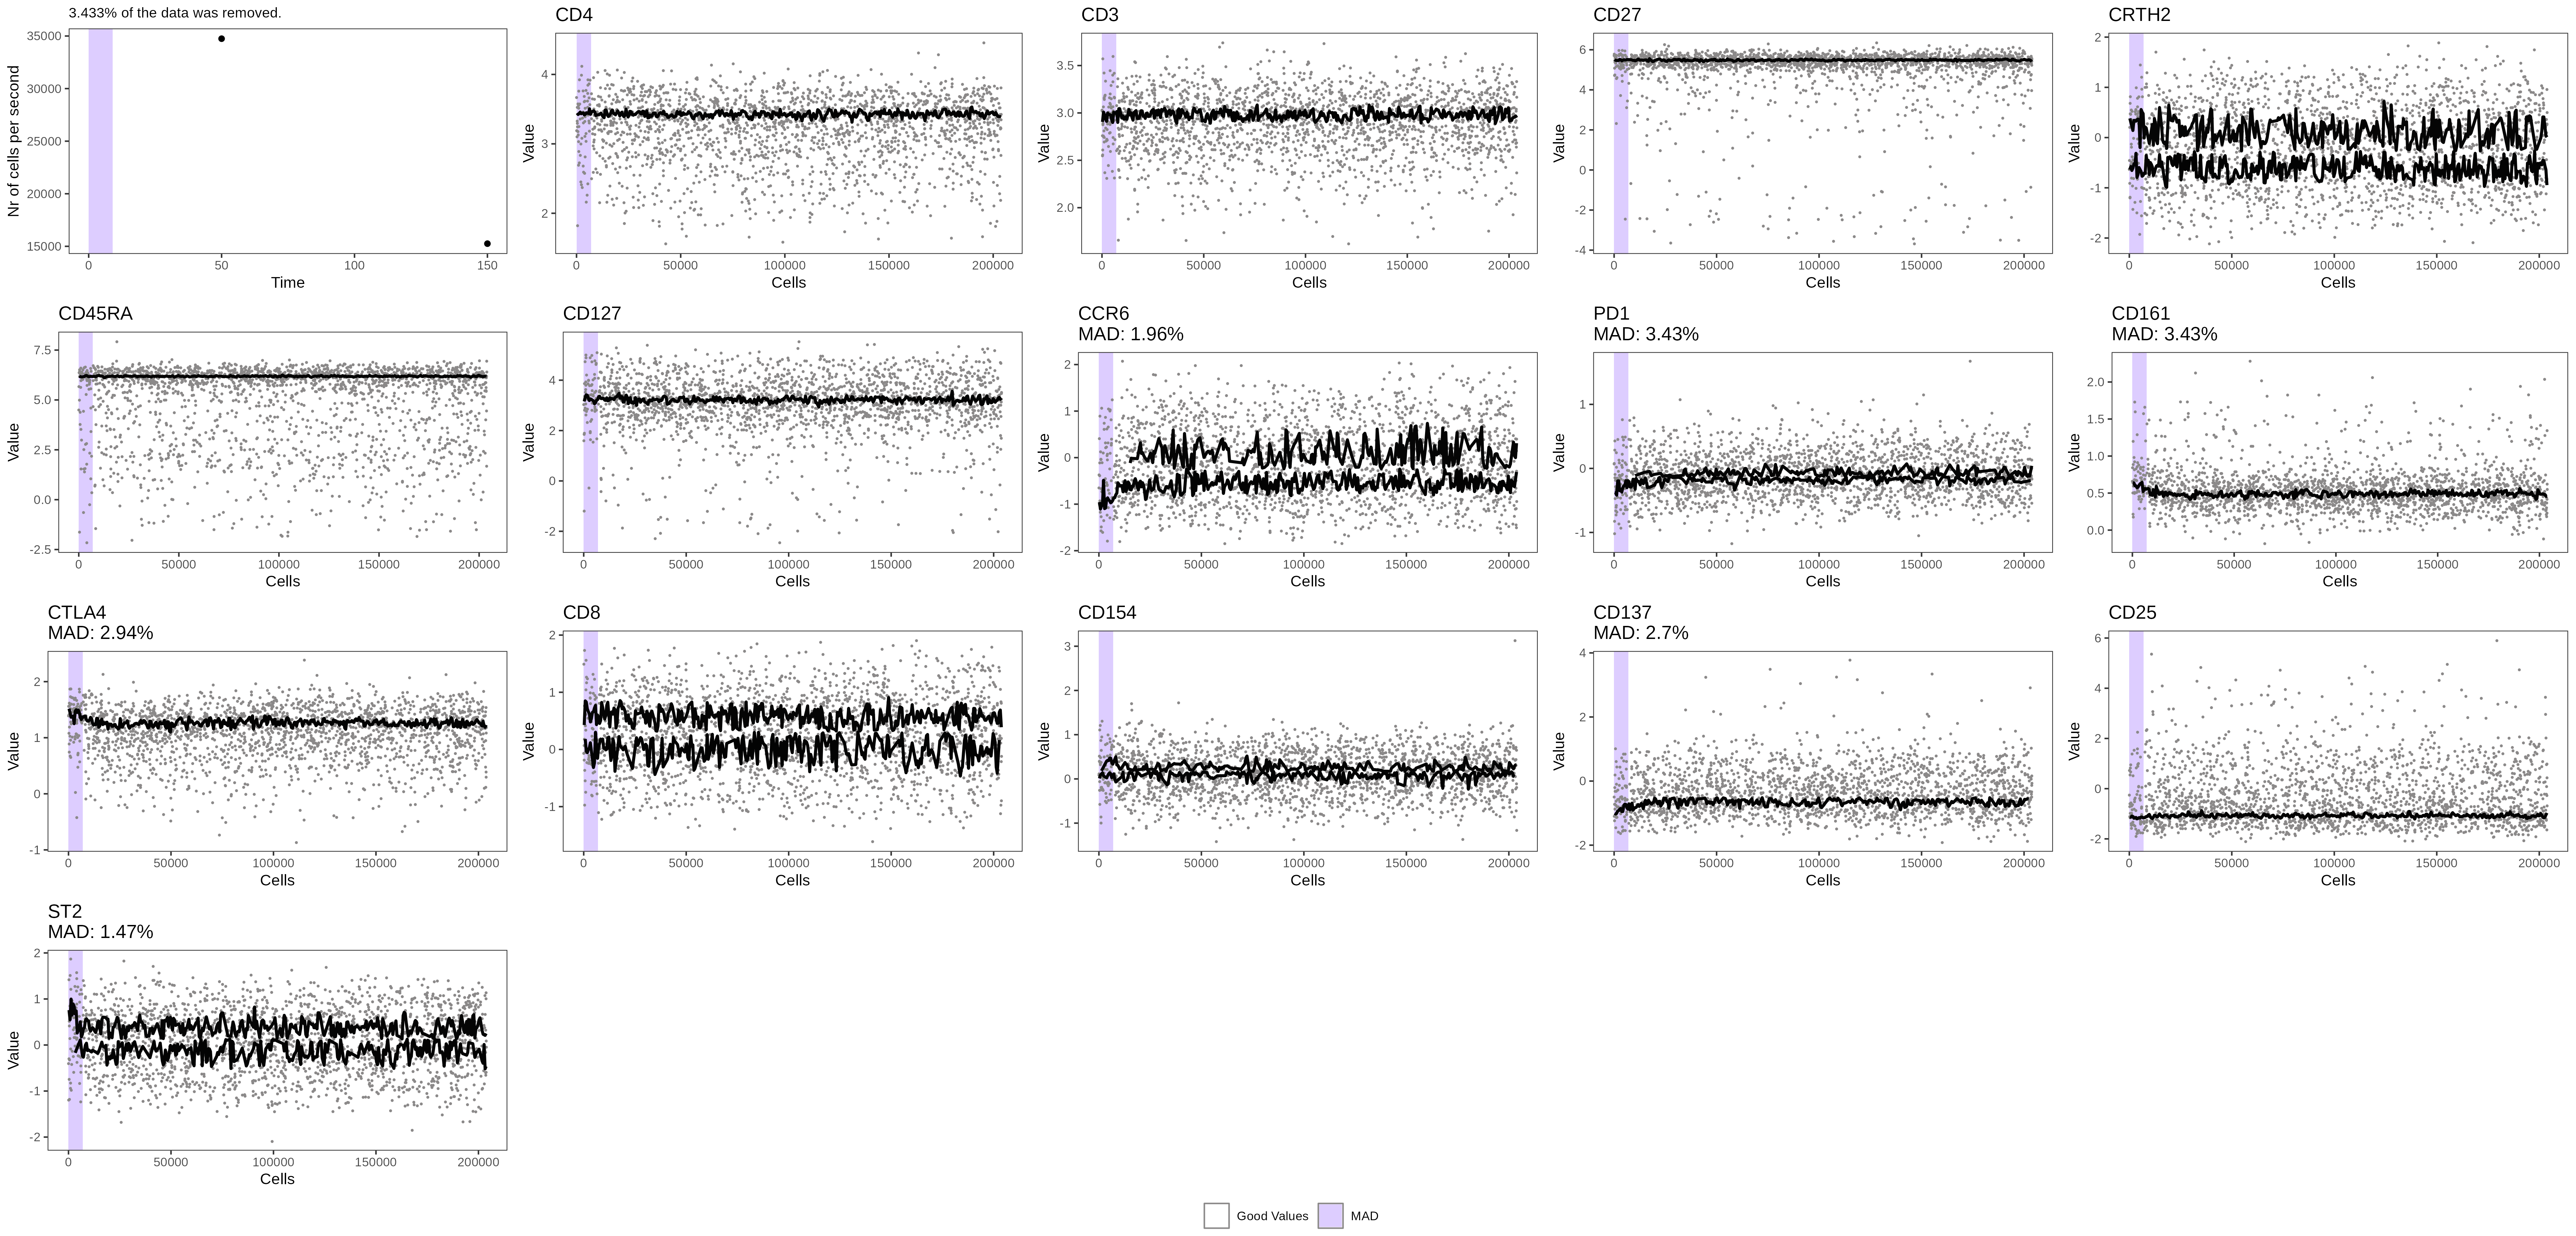 3.433% of the data was removed.
Nr of cells per second
35000
30000
25000
20000
15000
0 50 100 150
Time
CD4
Value
4
3
2
0 50000 100000 150000 200000
Cells
CD3
Value
3.5
3.0
2.5
2.0
0 50000 100000 150000 200000
Cells
CD27
Value
6
4
2
0
-2
-4
0 50000 100000 150000 200000
Cells
CRTH2
Value
2
1
0
-1
-2
0 50000 100000 150000 200000
Cells
CD45RA
Value
7.5
5.0
2.5
0.0
-2.5
0 50000 100000 150000 200000
Cells
CD127
Value
4
2
0
-2
0 50000 100000 150000 200000
Cells
CCR6
MAD: 1.96%
Value
2
1
0
-1
-2
0 50000 100000 150000 200000
Cells
PD1
MAD: 3.43%
Value
1
0
-1
0 50000 100000 150000 200000
Cells
CD161
MAD: 3.43%
Value
2.0
1.5
1.0
0.5
0.0
0 50000 100000 150000 200000
Cells
CTLA4
MAD: 2.94%
Value
2
1
0
-1
0 50000 100000 150000 200000
Cells
CD8
Value
2
1
0
-1
0 50000 100000 150000 200000
Cells
CD154
Value
3
2
1
0
-1
0 50000 100000 150000 200000
Cells
CD137
MAD: 2.7%
Value
4
2
0
-2
0 50000 100000 150000 200000
Cells
CD25
Value
6
4
2
0
-2
0 50000 100000 150000 200000
Cells
ST2
MAD: 1.47%
Value
2
1
0
-1
-2
0 50000 100000 150000 200000
Cells
Good Values MAD